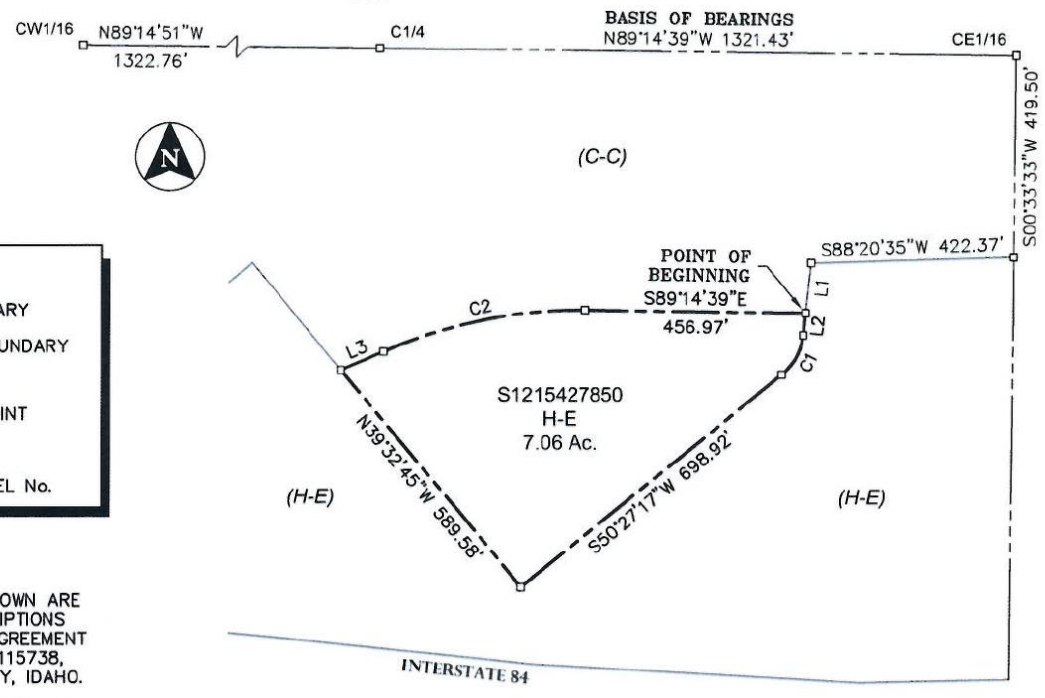 BASIS OF BEARINGS
CW1/16
N89°14'51"W
1322.76'
C1/4
N89°14'39"W 1321.43'
CE1/16
S00°33'33"W 419.50'
N
(C-C)
S88°20'35"W 422.37'
POINT OF
BEGINNING
L1
S89°14'39"E
456.97'
L2
C2
L3
C1
S1215427850
H-E
7.06 Ac.
N39°32'45"W 589.58'
S50°27'17"W 698.92'
(H-E)
(H-E)
INTERSTATE 84
ARY
UNDARY
INT
EL No.
OWN ARE
IPTIONS
GREEMENT
115738,
Y, IDAHO.